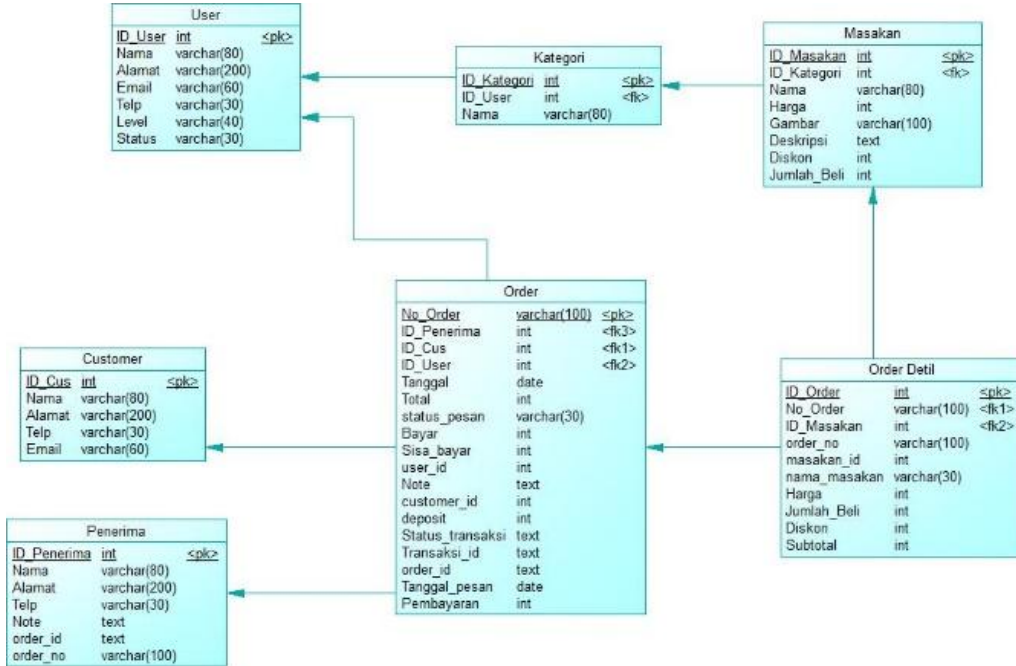 User
ID_User int <pk>
Nama varchar(80)
Alamat varchar(200)
Email varchar(60)
Telp varchar(30)
Level varchar(40)
Status varchar(30)
Kategori
ID_Kategori int <pk>
ID_User int <fk>
Nama varchar(80)
Masakan
ID_Masakan int <pk>
ID_Kategori int <fk>
Nama varchar(80)
Harga int
Gambar varchar(100)
Deskripsi text
Diskon int
Jumlah_Beli int
Order
No_Order varchar(100) <pk>
ID_Penerima int <fk3>
ID_Cus int <fk1>
ID_User int <fk2>
Tanggal date
Total int
status_pesan varchar(30)
Bayar int
Sisa_bayar int
user_id int
Note text
customer_id int
deposit int
Status_transaksi text
Transaksi_id text
order_id text
Tanggal_pesan date
Pembayaran int
Customer
ID_Cus int <pk>
Nama varchar(80)
Alamat varchar(200)
Telp varchar(30)
Email varchar(60)
Order Detil
ID_Order int <pk>
No_Order varchar(100) <fk1>
ID_Masakan int <fk2>
order_no varchar(100)
masakan_id int
nama_masakan varchar(30)
Harga int
Jumlah_Beli int
Diskon int
Subtotal int
Penerima
ID_Penerima int <pk>
Nama varchar(80)
Alamat varchar(200)
Telp varchar(30)
Note text
order_id text
order_no varchar(100)